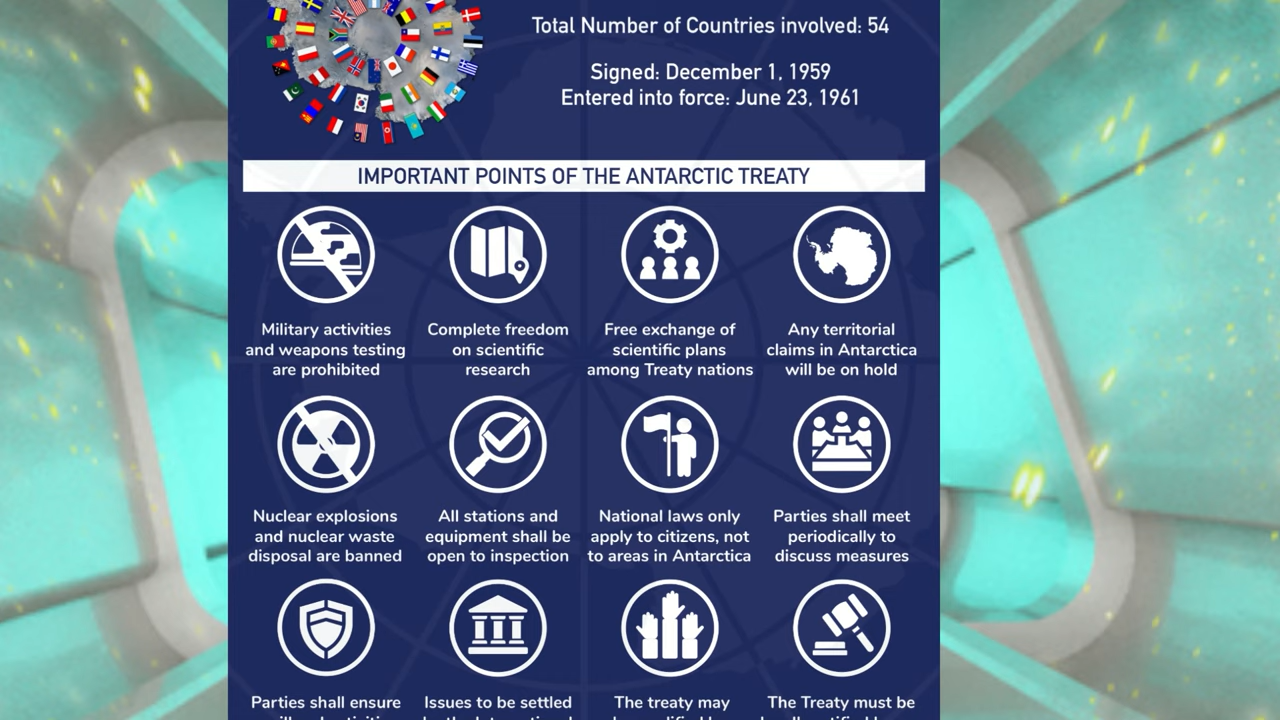 Total Number of Countries involved: 54
Signed: December 1, 1959
Entered into force: June 23, 1961
IMPORTANT POINTS OF THE ANTARCTIC TREATY
Military activities
and weapons testing
are prohibited
Complete freedom
on scientific
research
Free exchange of
scientific plans
among Treaty nations
Any territorial
claims in Antarctica
will be on hold
Nuclear explosions
and nuclear waste
disposal are banned
All stations and
equipment shall be
open to inspection
National laws only
apply to citizens, not
to areas in Antarctica
Parties shall meet
periodically to
discuss measures
Parties shall ensure
Issues to be settled
The treaty may
The Treaty must be